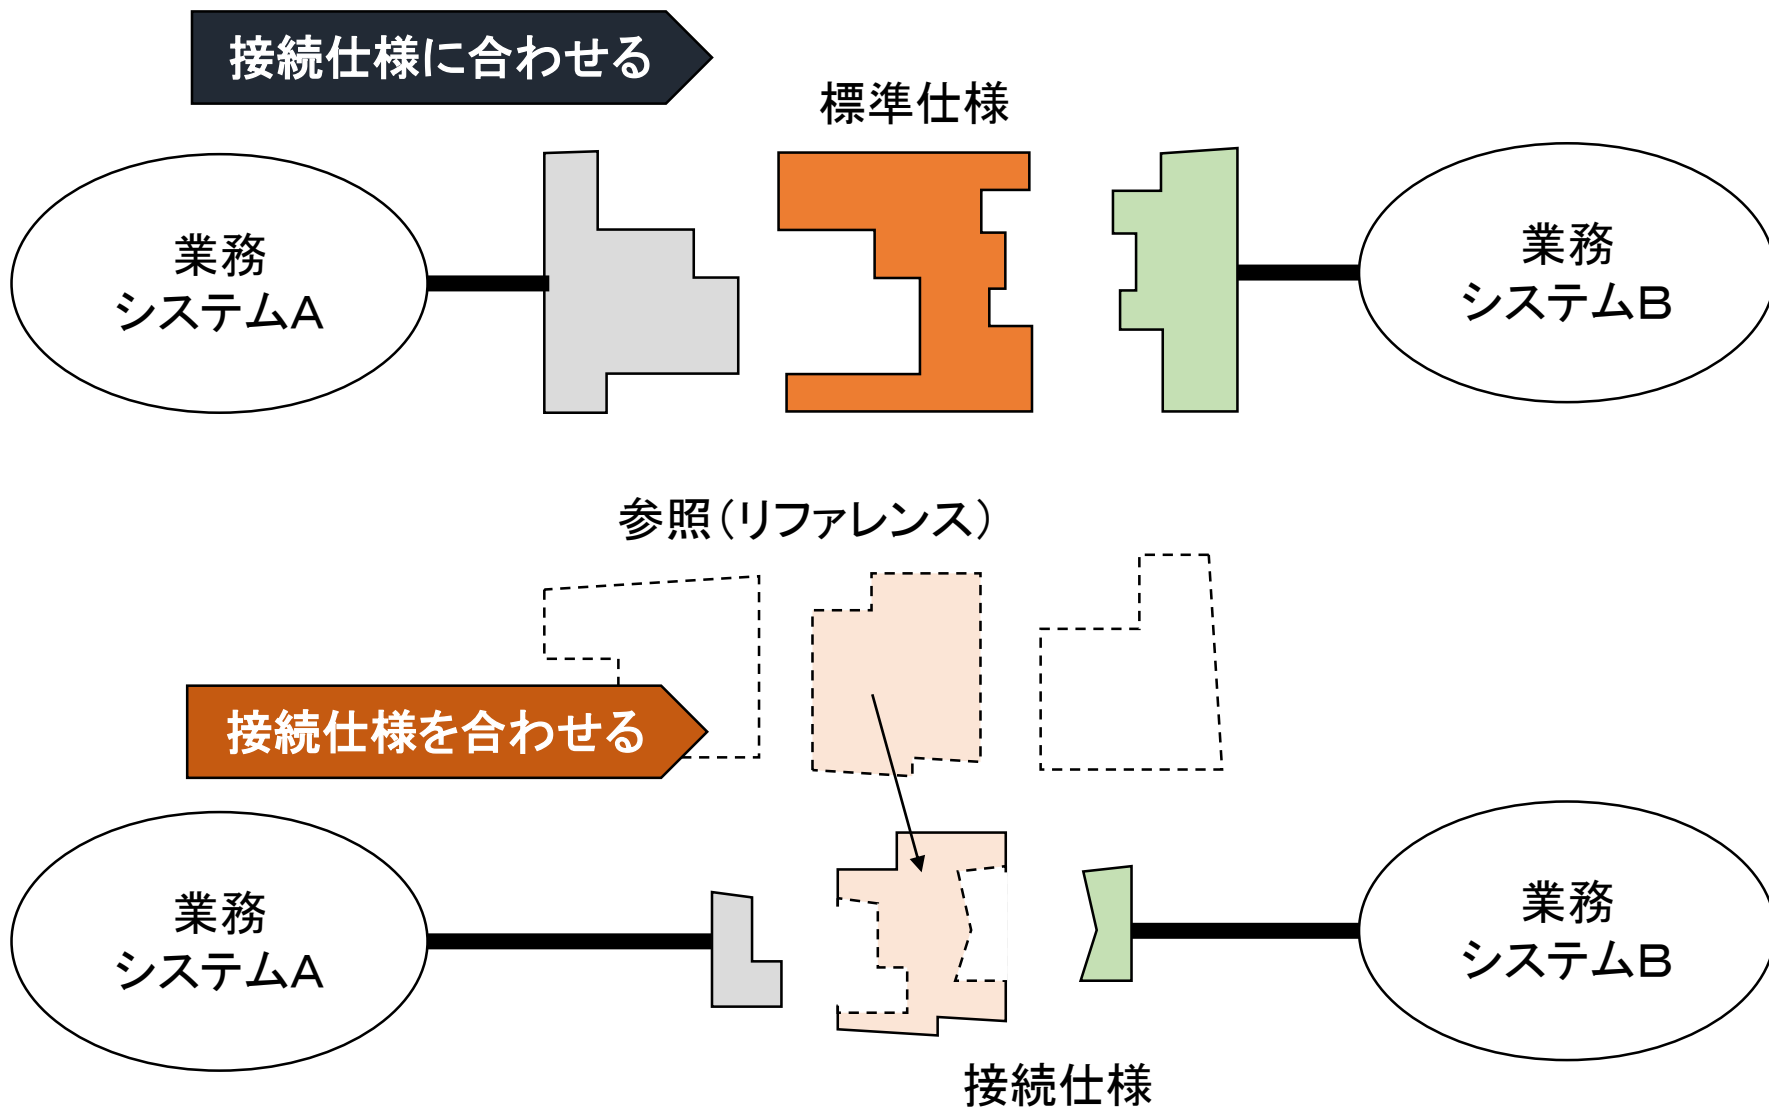 接続仕様に合わせる
標準仕様
業務
システムA
業務
システムB
参照(リファレンス)
接続仕様を合わせる
業務
システムA
業務
システムB
接続仕様